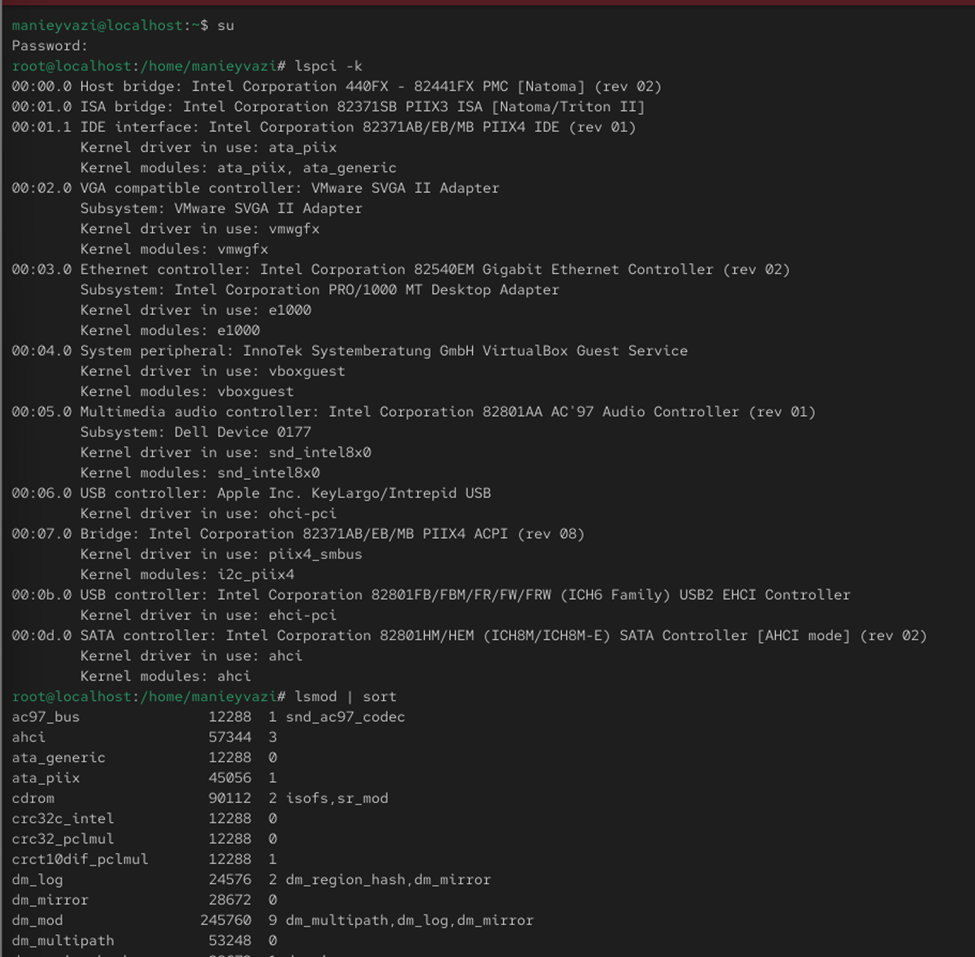 manieyvazi@localhost:~$ su
Password:
root@localhost:/home/manieyvazi# lspci -k
00:00.0 Host bridge: Intel Corporation 440FX - 82441FX PMC [Natoma] (rev 02)
00:01.0 ISA bridge: Intel Corporation 82371SB PIIX3 ISA [Natoma/Triton II]
00:01.1 IDE interface: Intel Corporation 82371AB/EB/MB PIIX4 IDE (rev 01)
        Kernel driver in use: ata_piix
        Kernel modules: ata_piix, ata_generic
00:02.0 VGA compatible controller: VMware SVGA II Adapter
        Subsystem: VMware SVGA II Adapter
        Kernel driver in use: vmwgfx
        Kernel modules: vmwgfx
00:03.0 Ethernet controller: Intel Corporation 82540EM Gigabit Ethernet Controller (rev 02)
        Subsystem: Intel Corporation PRO/1000 MT Desktop Adapter
        Kernel driver in use: e1000
        Kernel modules: e1000
00:04.0 System peripheral: InnoTek Systemberatung GmbH VirtualBox Guest Service
        Kernel driver in use: vboxguest
        Kernel modules: vboxguest
00:05.0 Multimedia audio controller: Intel Corporation 82801AA AC'97 Audio Controller (rev 01)
        Subsystem: Dell Device 0177
        Kernel driver in use: snd_intel8x0
        Kernel modules: snd_intel8x0
00:06.0 USB controller: Apple Inc. KeyLargo/Intrepid USB
        Kernel driver in use: ohci-pci
00:07.0 Bridge: Intel Corporation 82371AB/EB/MB PIIX4 ACPI (rev 08)
        Kernel driver in use: piix4_smbus
        Kernel modules: i2c_piix4
00:0b.0 USB controller: Intel Corporation 82801FB/FBM/FR/FW/FRW (ICH6 Family) USB2 EHCI Controller
        Kernel driver in use: ehci-pci
00:0d.0 SATA controller: Intel Corporation 82801HM/HEM (ICH8M/ICH8M-E) SATA Controller [AHCI mode] (rev 02)
        Kernel driver in use: ahci
        Kernel modules: ahci
root@localhost:/home/manieyvazi# lsmod | sort
ac97_bus               12288  1 snd_ac97_codec
ahci                   57344  3
ata_generic            12288  0
ata_piix               45056  1
cdrom                  90112  2 isofs,sr_mod
crc32c_intel           12288  0
crc32_pclmul           12288  0
crct10dif_pclmul       12288  1
dm_log                 24576  2 dm_region_hash,dm_mirror
dm_mirror              28672  0
dm_mod                245760  9 dm_multipath,dm_log,dm_mirror
dm_multipath           53248  0